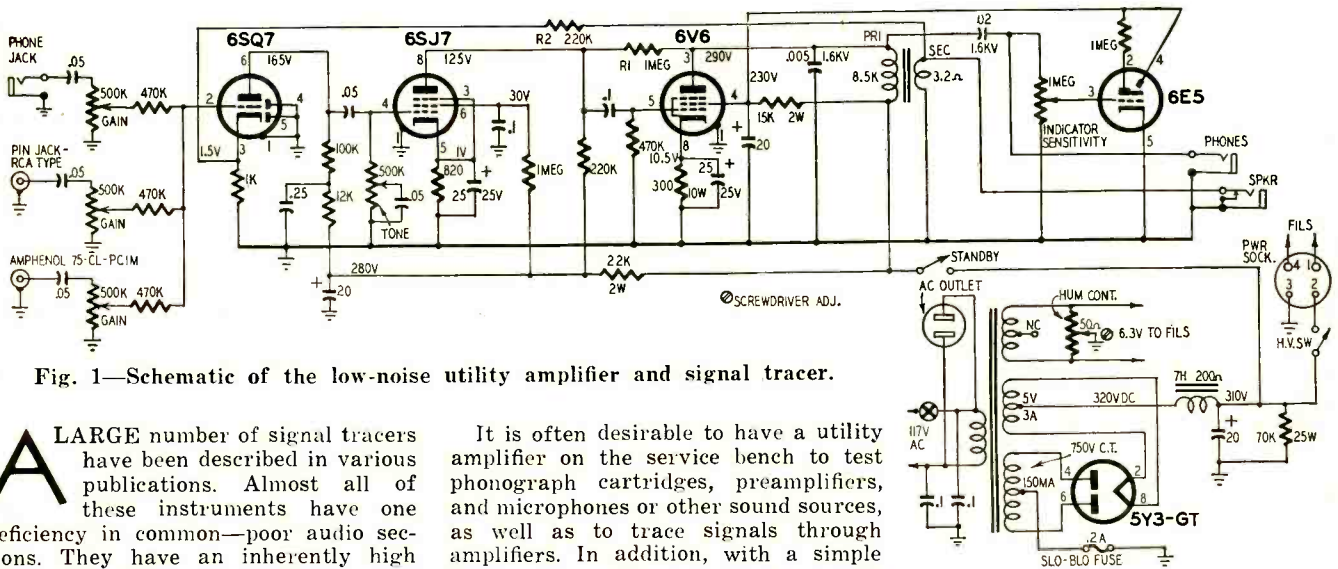 PHONE
JACK
.05
500K
GAIN
470K
PIN JACK-
RCA TYPE
.05
500K
GAIN
470K
AMPHENOL 75-CL-PC1M
.05
500K
GAIN
470K
6SQ7
6
165V
2
4
5
3
1
1.5V
1K
.05
100K
.25
12K
20
280V
R2 220K
6SJ7
8
125V
4
3
6
30V
5
1V
.1
820
25
25V
1MEG
500K
.05
TONE
R1 1MEG
.1
220K
470K
6V6
3
290V
5
4
1
8
10.5V
300
10W
25
25V
230V
15K
2W
20
.005
1.6KV
PRI
8.5K
SEC
3.2Ω
.02
1.6KV
1MEG
INDICATOR
SENSITIVITY
1MEG
2
4
3
5
6E5
PHONES
SPKR
22K
2W
STANDBY
SCREWDRIVER ADJ.
AC OUTLET
HUM CONT.
NC
50Ω
6.3V TO FILS
FILS
PWR
SOCK.
4
1
3
2
H.V. SW
5V
3A
320VDC
7H 200Ω
310V
20
70K
25W
117V
AC
.1
.1
750V C.T.
150MA
4
6
2
8
5Y3-GT
.2A
SLO-BLO FUSE
Fig. 1—Schematic of the low-noise utility amplifier and signal tracer.
A LARGE number of signal tracers
have been described in various
publications. Almost all of
these instruments have one
eficiency in common—poor audio sec-
ons. They have an inherently high
It is often desirable to have a utility
amplifier on the service bench to test
phonograph cartridges, preamplifiers,
and microphones or other sound sources,
as well as to trace signals through
amplifiers. In addition, with a simple